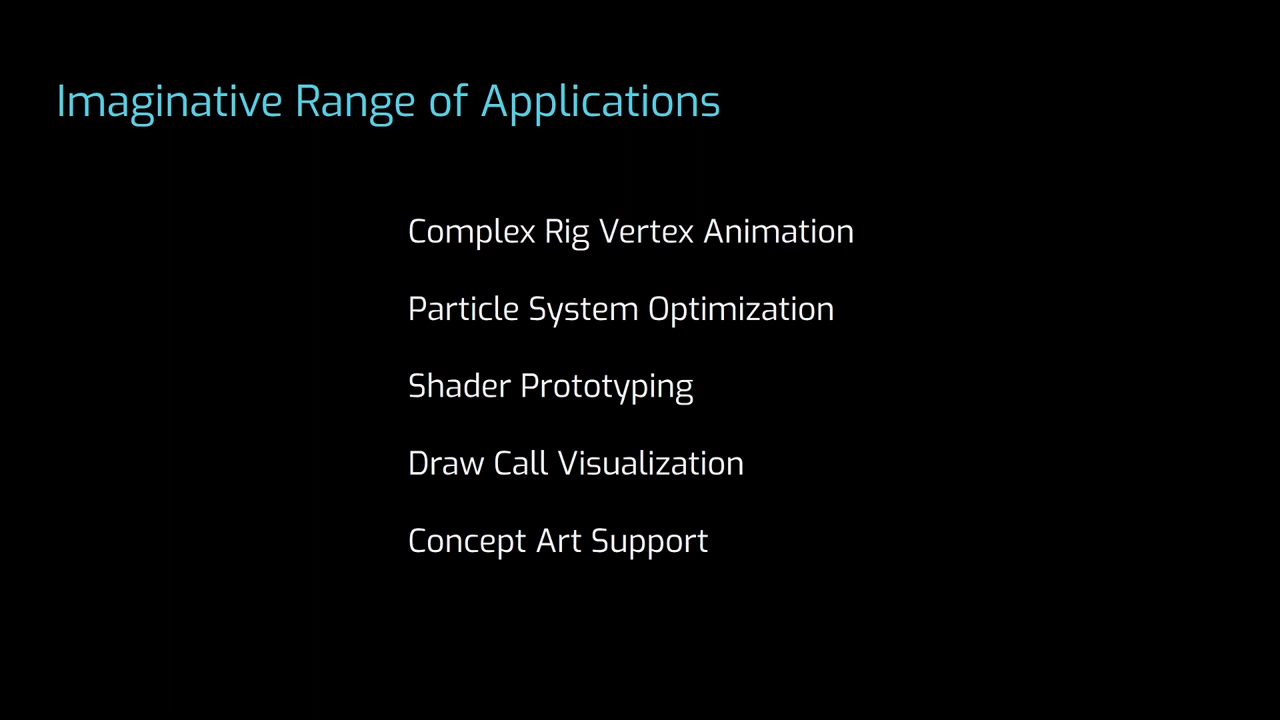 Imaginative Range of Applications
Complex Rig Vertex Animation
Particle System Optimization
Shader Prototyping
Draw Call Visualization
Concept Art Support